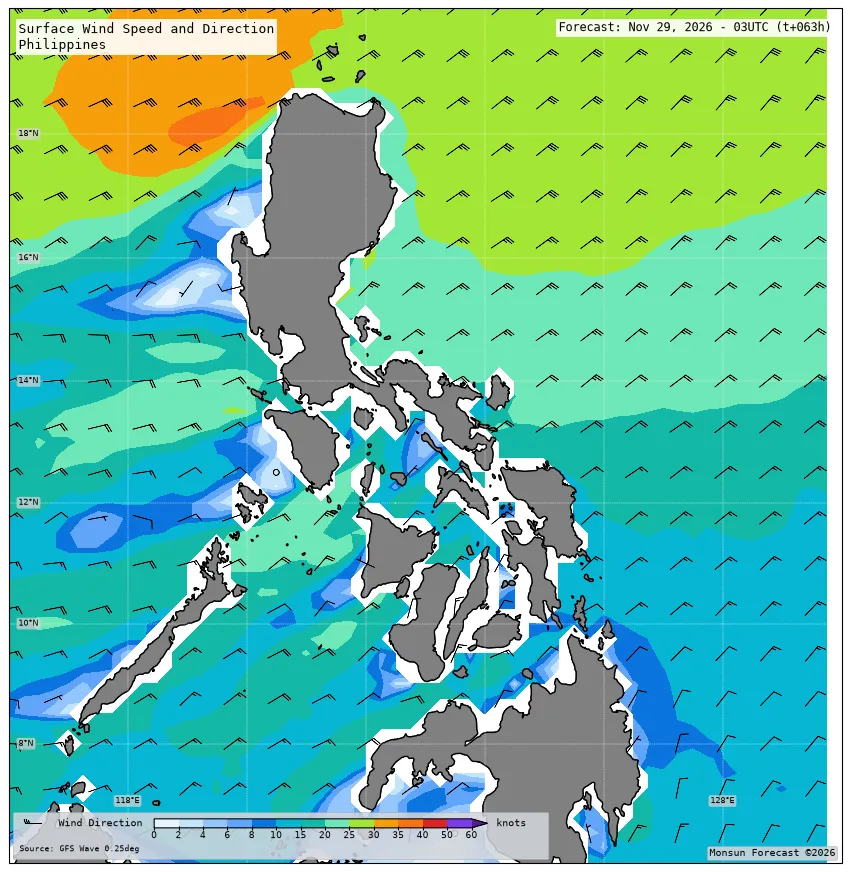 Surface Wind Speed and Direction
Philippines
Forecast: Nov 29, 2026 - 03UTC (t+063h)
18°N
16°N
14°N
12°N
10°N
8°N
118°E
128°E
Wind Direction
0 2 4 6 8 10 15 20 25 30 35 40 50 60
knots
Source: GFS Wave 0.25deg
Monsun Forecast ©2026